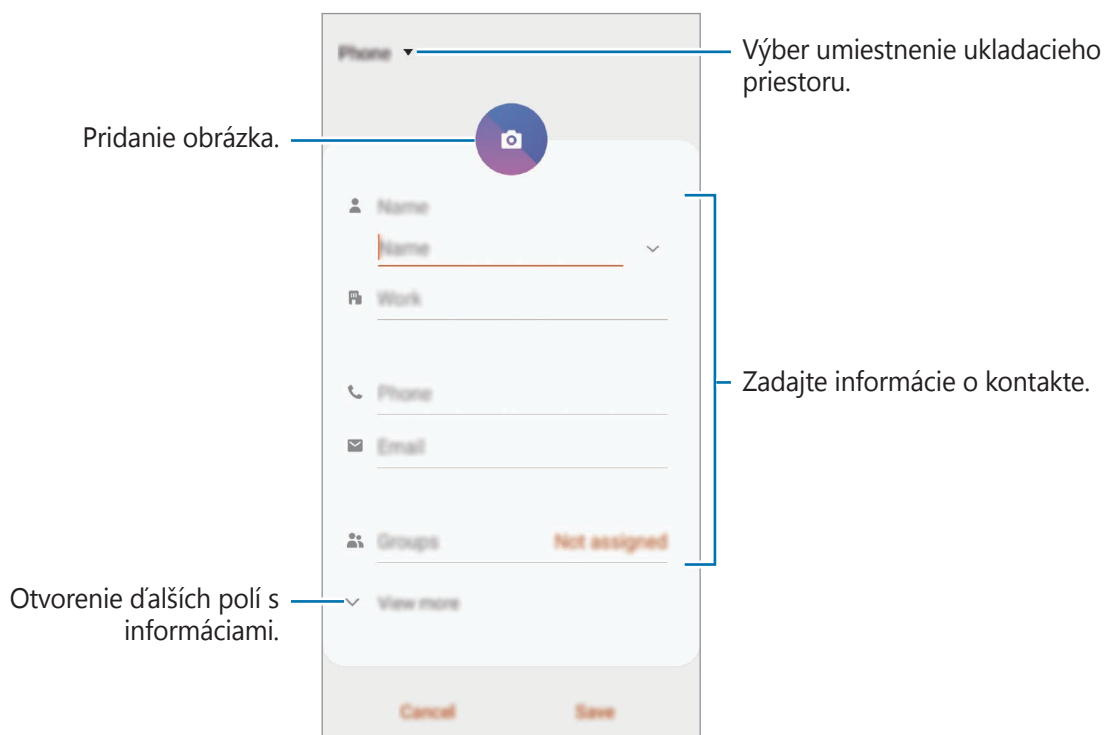 Phone
Výber umiestnenie ukladacieho
priestoru.
Pridanie obrázka.
Name
Name
Work
Zadajte informácie o kontakte.
Phone
Email
Groups Not assigned
Otvorenie ďalších polí s
informáciami.
View more
Cancel Save